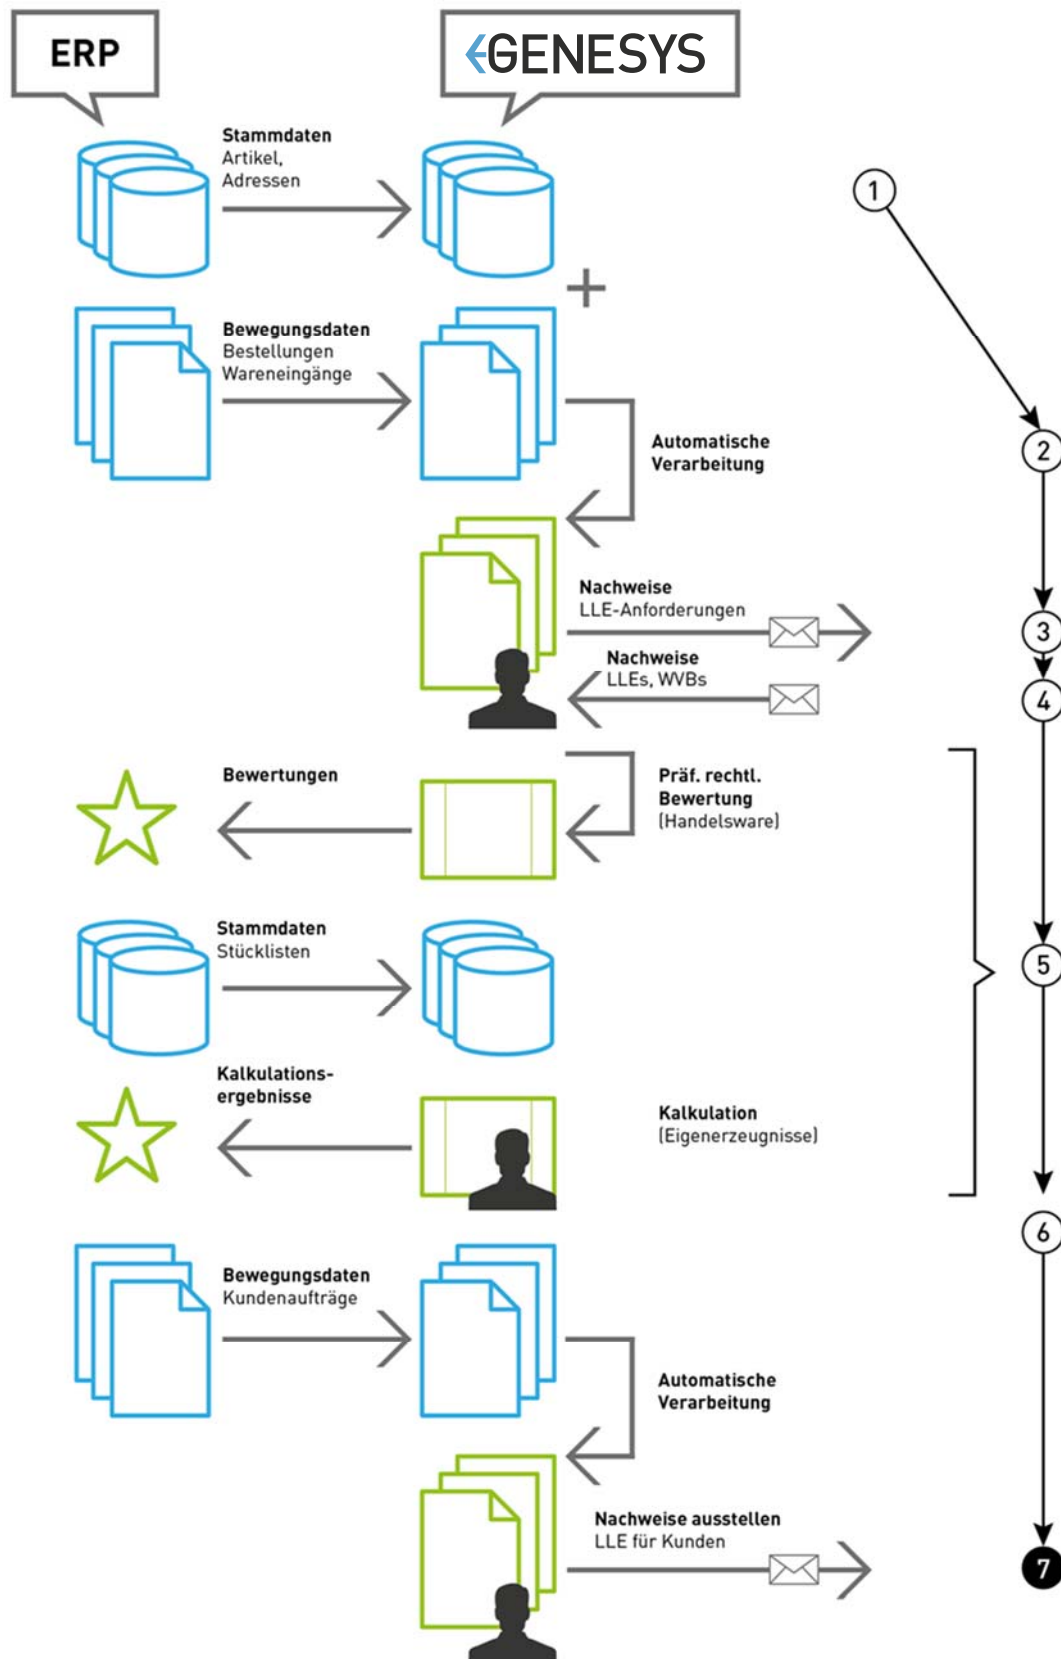 ERP
GENESYS
Stammdaten
Artikel,
Adressen
1
Bewegungsdaten
Bestellungen
Wareneingänge
Automatische
Verarbeitung
2
Nachweise
LLE-Anforderungen
3
Nachweise
LLEs, WVBs
4
Bewertungen
Präf. rechtl.
Bewertung
(Handelsware)
Stammdaten
Stücklisten
5
Kalkulations-
ergebnisse
Kalkulation
(Eigenerzeugnisse)
6
Bewegungsdaten
Kundenaufträge
Automatische
Verarbeitung
Nachweise ausstellen
LLE für Kunden
7